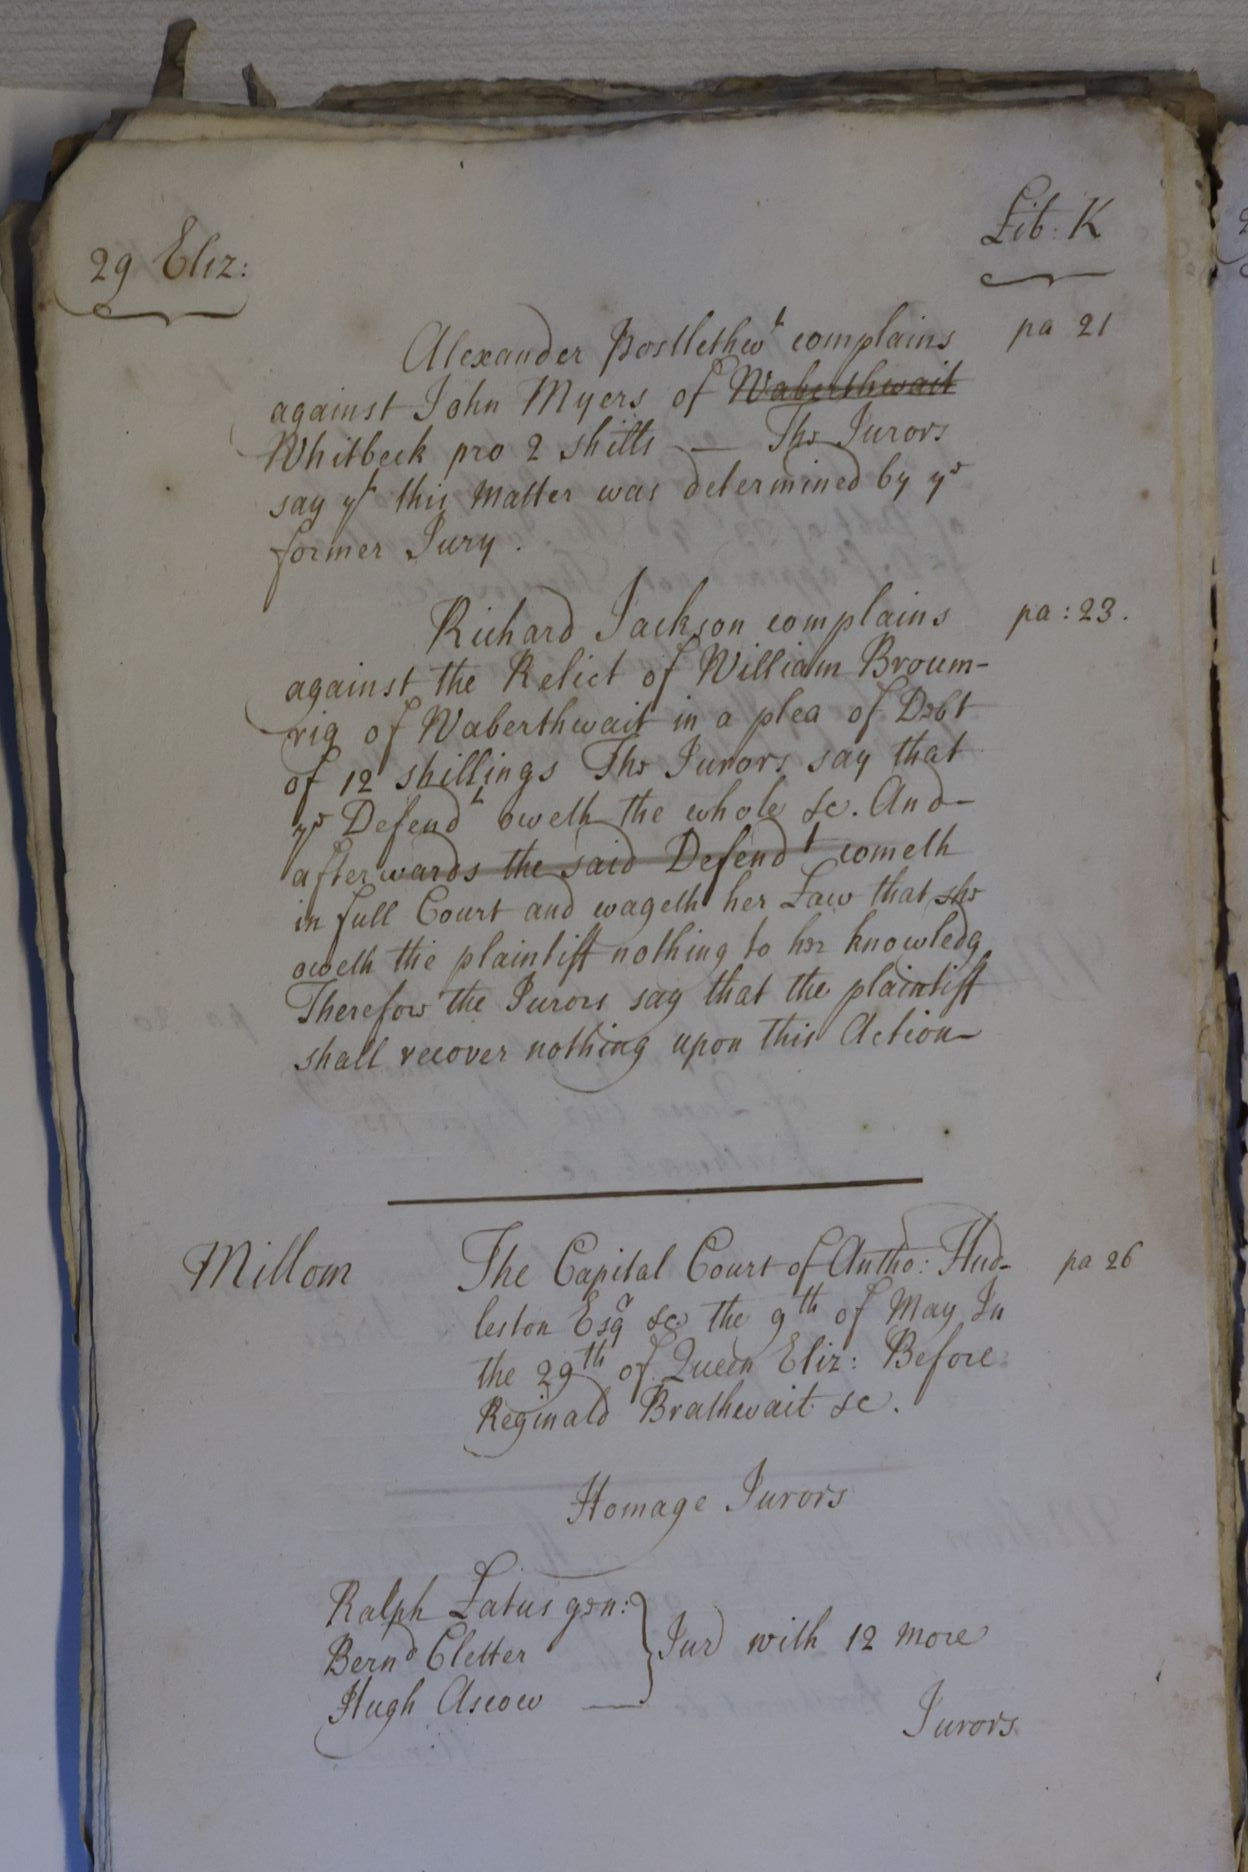 Lib: K
29 Eliz:
Alexander Postlethwt complains pa 21
against John Myers of Waberthwait
Whitbeck pro 2 shills — The Jurors
say yt this Matter was determined by ye
former Jury.
Richard Jackson complains pa: 23.
against the Relict of William Broum-
rig of Waberthwait in a plea of Debt
of 12 shillings The Jurors say that
ye Defendt oweth the whole &c. And-
afterwards the said Defendt cometh
in full Court and wageth her Law that she
oweth the plaintiff nothing to her knowledg
Therefore the Jurors say that the plaintiff
shall recover nothing upon this Action-
Millom The Capital Court of Antho: Hud- pa 26
leston Esqr &c the 9th of May In
the 29th of Queen Eliz: Before
Reginald Brathwait &c.
Homage Jurors
Ralph Latus gen:
Bernd Cletter } Jurd with 12 more
Hugh Ascow —
Jurors